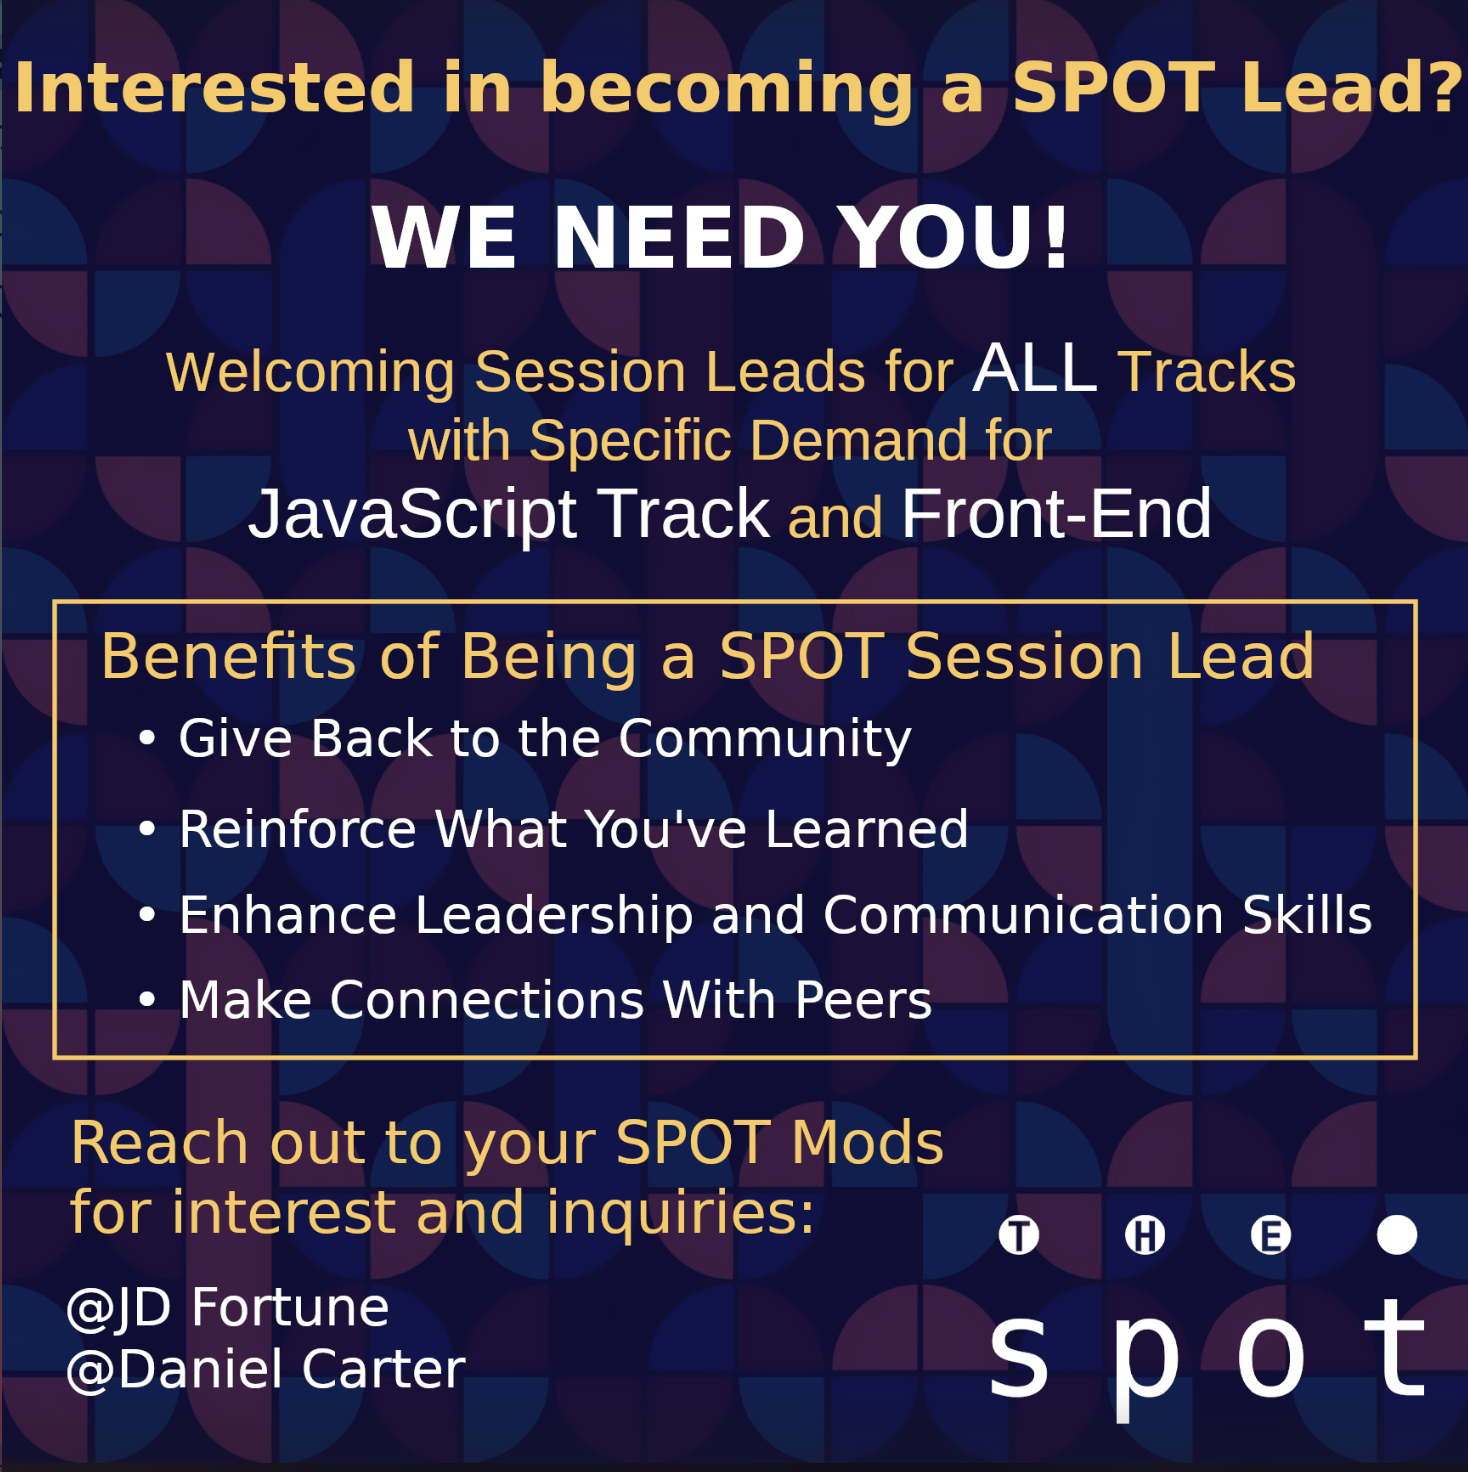 Interested in becoming a SPOT Lead?
WE NEED YOU!
Welcoming Session Leads for ALL Tracks
with Specific Demand for
JavaScript Track and Front-End
Benefits of Being a SPOT Session Lead
• Give Back to the Community
• Reinforce What You've Learned
• Enhance Leadership and Communication Skills
• Make Connections With Peers
Reach out to your SPOT Mods
for interest and inquiries:
@JD Fortune
@Daniel Carter
THE
spot